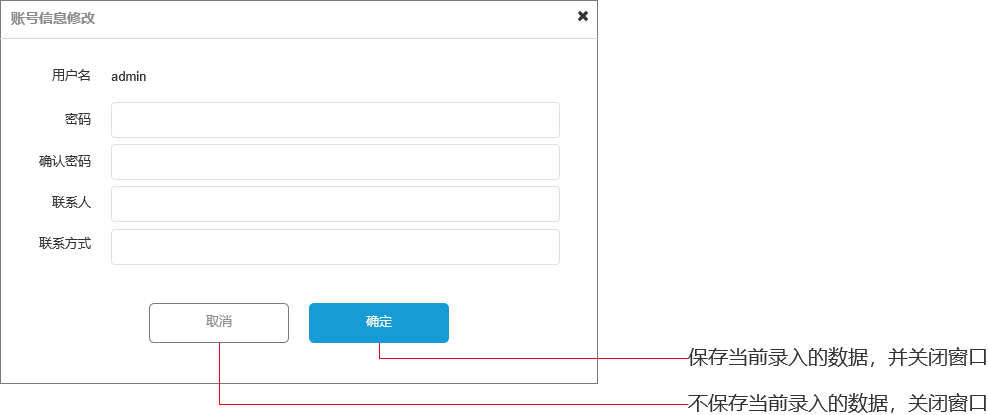 账号信息修改
用户名 admin
密码
确认密码
联系人
联系方式
取消 确定
保存当前录入的数据，并关闭窗口
不保存当前录入的数据，关闭窗口